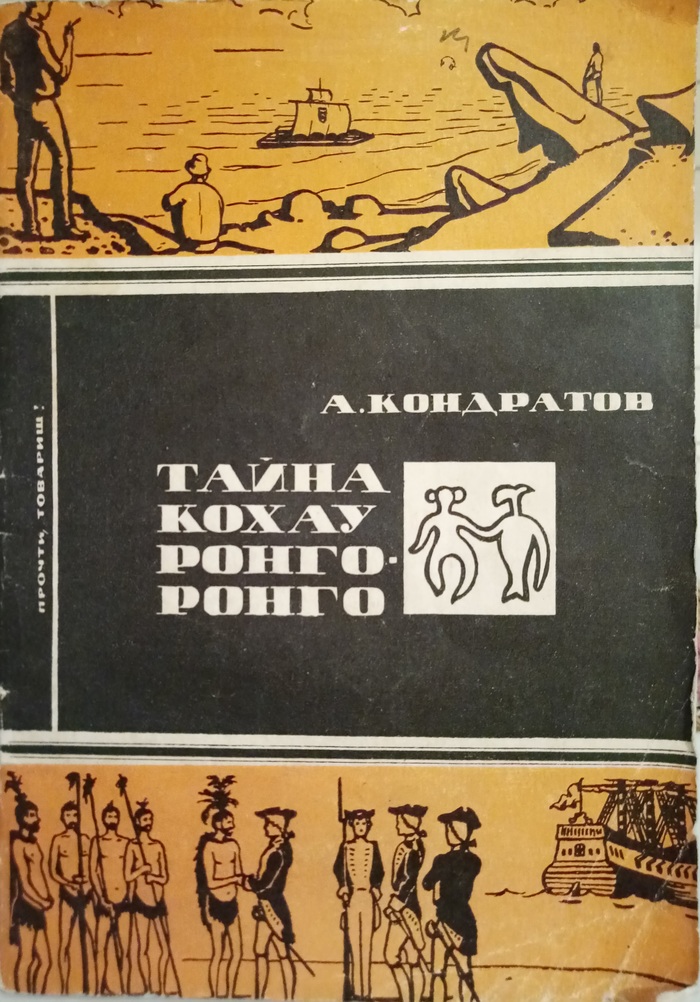 А. КОНДРАТОВ
ТАЙНА
КОХАУ
РОНГО-
РОНГО
ПРОЧТИ, ТОВАРИЩ!